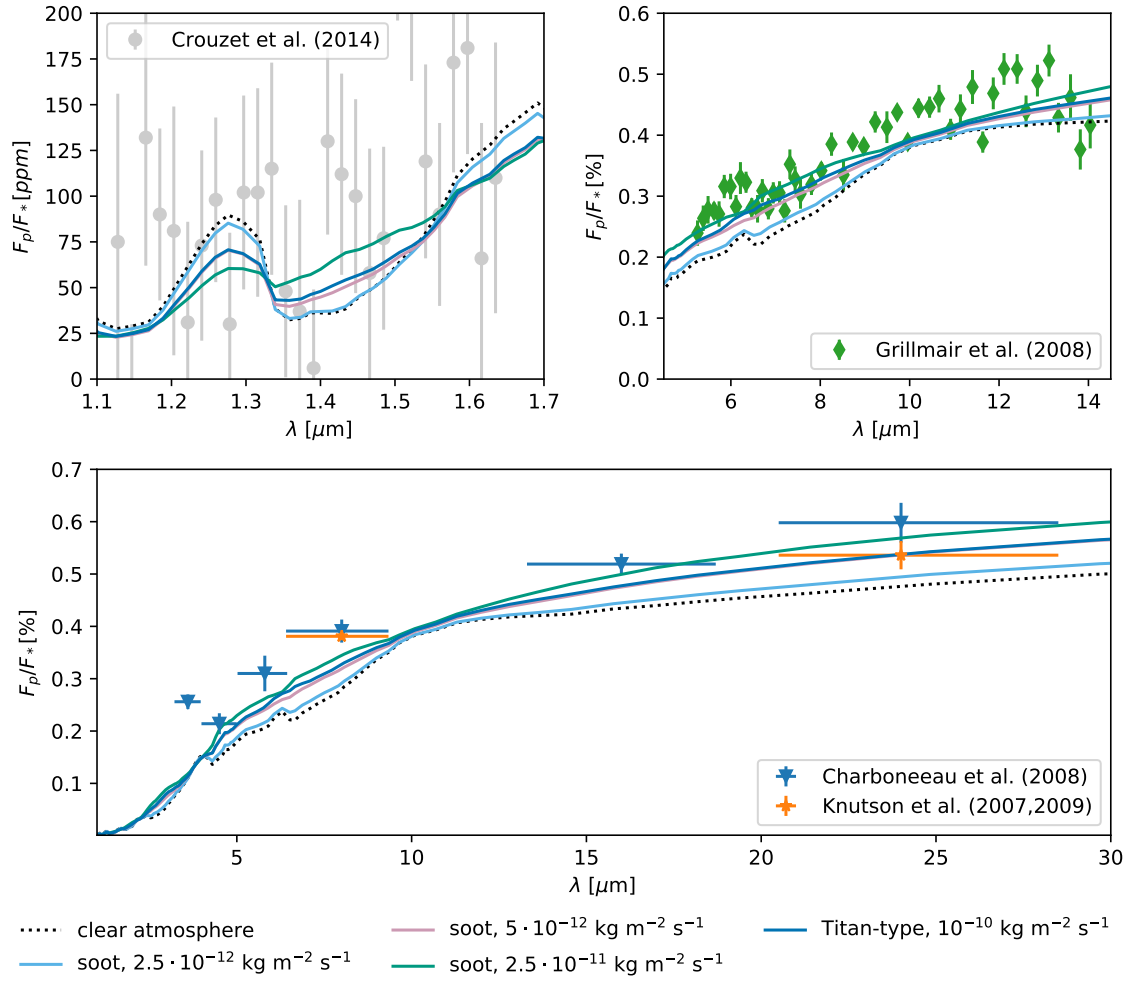 200
175
150
125
100
75
50
25
0
F_p/F_* [ppm]
Crouzet et al. (2014)
1.1 1.2 1.3 1.4 1.5 1.6 1.7
λ [μm]
0.6
0.5
0.4
0.3
0.2
0.1
0.0
F_p/F_* [%]
Grillmair et al. (2008)
6 8 10 12 14
λ [μm]
0.7
0.6
0.5
0.4
0.3
0.2
0.1
F_p/F_* [%]
Charboneeau et al. (2008)
Knutson et al. (2007,2009)
5 10 15 20 25 30
λ [μm]
clear atmosphere
soot, 2.5·10⁻¹² kg m⁻² s⁻¹
soot, 5·10⁻¹² kg m⁻² s⁻¹
soot, 2.5·10⁻¹¹ kg m⁻² s⁻¹
Titan-type, 10⁻¹⁰ kg m⁻² s⁻¹